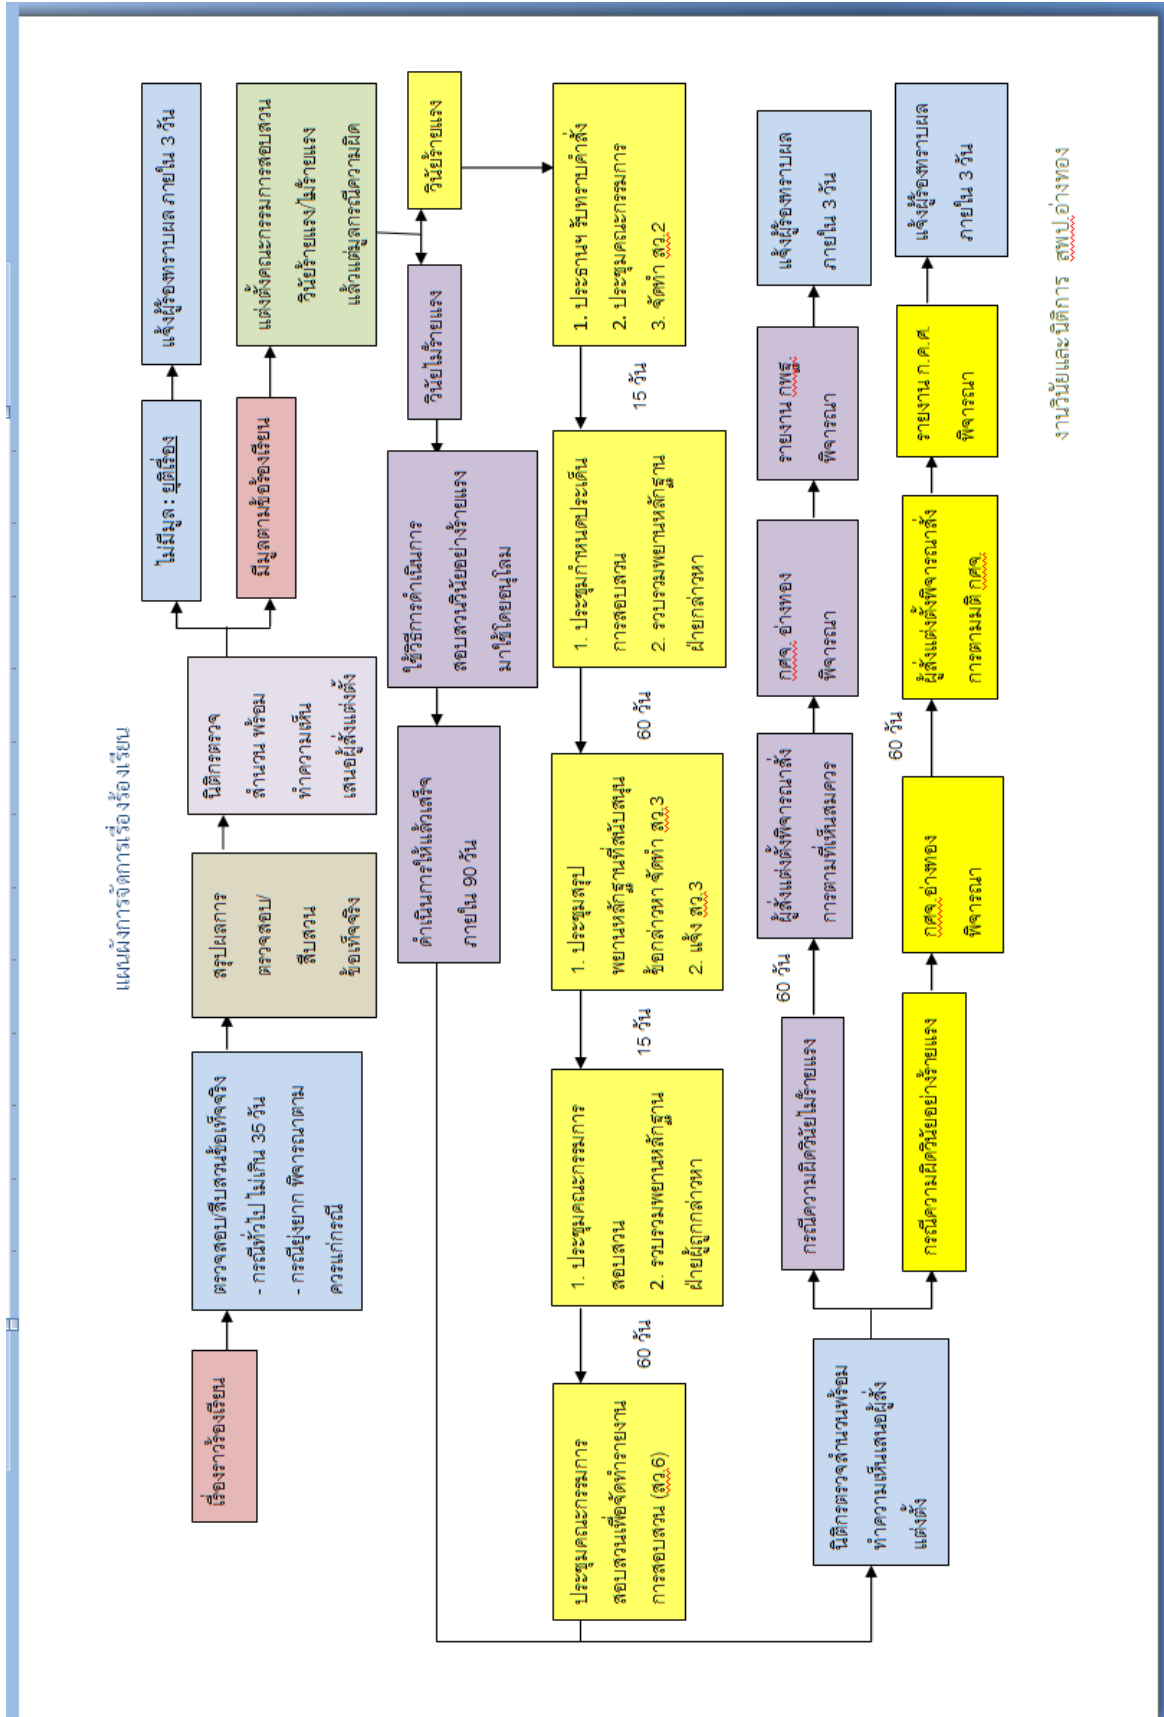 แผนผังการจัดการเรื่องร้องเรียน
เรื่องราวร้องเรียน
ตรวจสอบ/สืบสวนข้อเท็จจริง
- กรณีทั่วไป ไม่เกิน 35 วัน
- กรณียุ่งยาก พิจารณาตาม
ควรแก่กรณี
สรุปผลการ
ตรวจสอบ/
สืบสวน
ข้อเท็จจริง
นิติกรตรวจ
สำนวน พร้อม
ทำความเห็น
เสนอผู้สั่งแต่งตั้ง
ไม่มีมูล : ยุติเรื่อง
แจ้งผู้ร้องทราบผล ภายใน 3 วัน
มีมูลตามข้อร้องเรียน
แต่งตั้งคณะกรรมการสอบสวน
วินัยร้ายแรง/ไม่ร้ายแรง
แล้วแต่มูลกรณีความผิด
วินัยไม่ร้ายแรง
วินัยร้ายแรง
ใช้วิธีการดำเนินการ
สอบสวนวินัยอย่างร้ายแรง
มาใช้โดยอนุโลม
ดำเนินการให้แล้วเสร็จ
ภายใน 90 วัน
1. ประธานฯ รับทราบคำสั่ง
2. ประชุมคณะกรรมการ
3. จัดทำ สว.2
15 วัน
1. ประชุมกำหนดประเด็น
การสอบสวน
2. รวบรวมพยานหลักฐาน
ฝ่ายกล่าวหา
60 วัน
1. ประชุมสรุป
พยานหลักฐานที่สนับสนุน
ข้อกล่าวหา จัดทำ สว.3
2. แจ้ง สว.3
15 วัน
1. ประชุมคณะกรรมการ
สอบสวน
2. รวบรวมพยานหลักฐาน
ฝ่ายผู้ถูกกล่าวหา
60 วัน
ประชุมคณะกรรมการ
สอบสวนเพื่อจัดทำรายงาน
การสอบสวน (สว.6)
นิติกรตรวจสำนวนพร้อม
ทำความเห็นเสนอผู้สั่ง
แต่งตั้ง
กรณีความผิดวินัยไม่ร้ายแรง
60 วัน
ผู้สั่งแต่งตั้งพิจารณาสั่ง
การตามที่เห็นสมควร
กศจ. อ่างทอง
พิจารณา
รายงาน กพฐ.
พิจารณา
แจ้งผู้ร้องทราบผล
ภายใน 3 วัน
กรณีความผิดวินัยอย่างร้ายแรง
กศจ.อ่างทอง
พิจารณา
60 วัน
ผู้สั่งแต่งตั้งพิจารณาสั่ง
การตามมติ กศจ.
รายงาน ก.ค.ศ.
พิจารณา
แจ้งผู้ร้องทราบผล
ภายใน 3 วัน
งานวินัยและนิติการ สพป.อ่างทอง